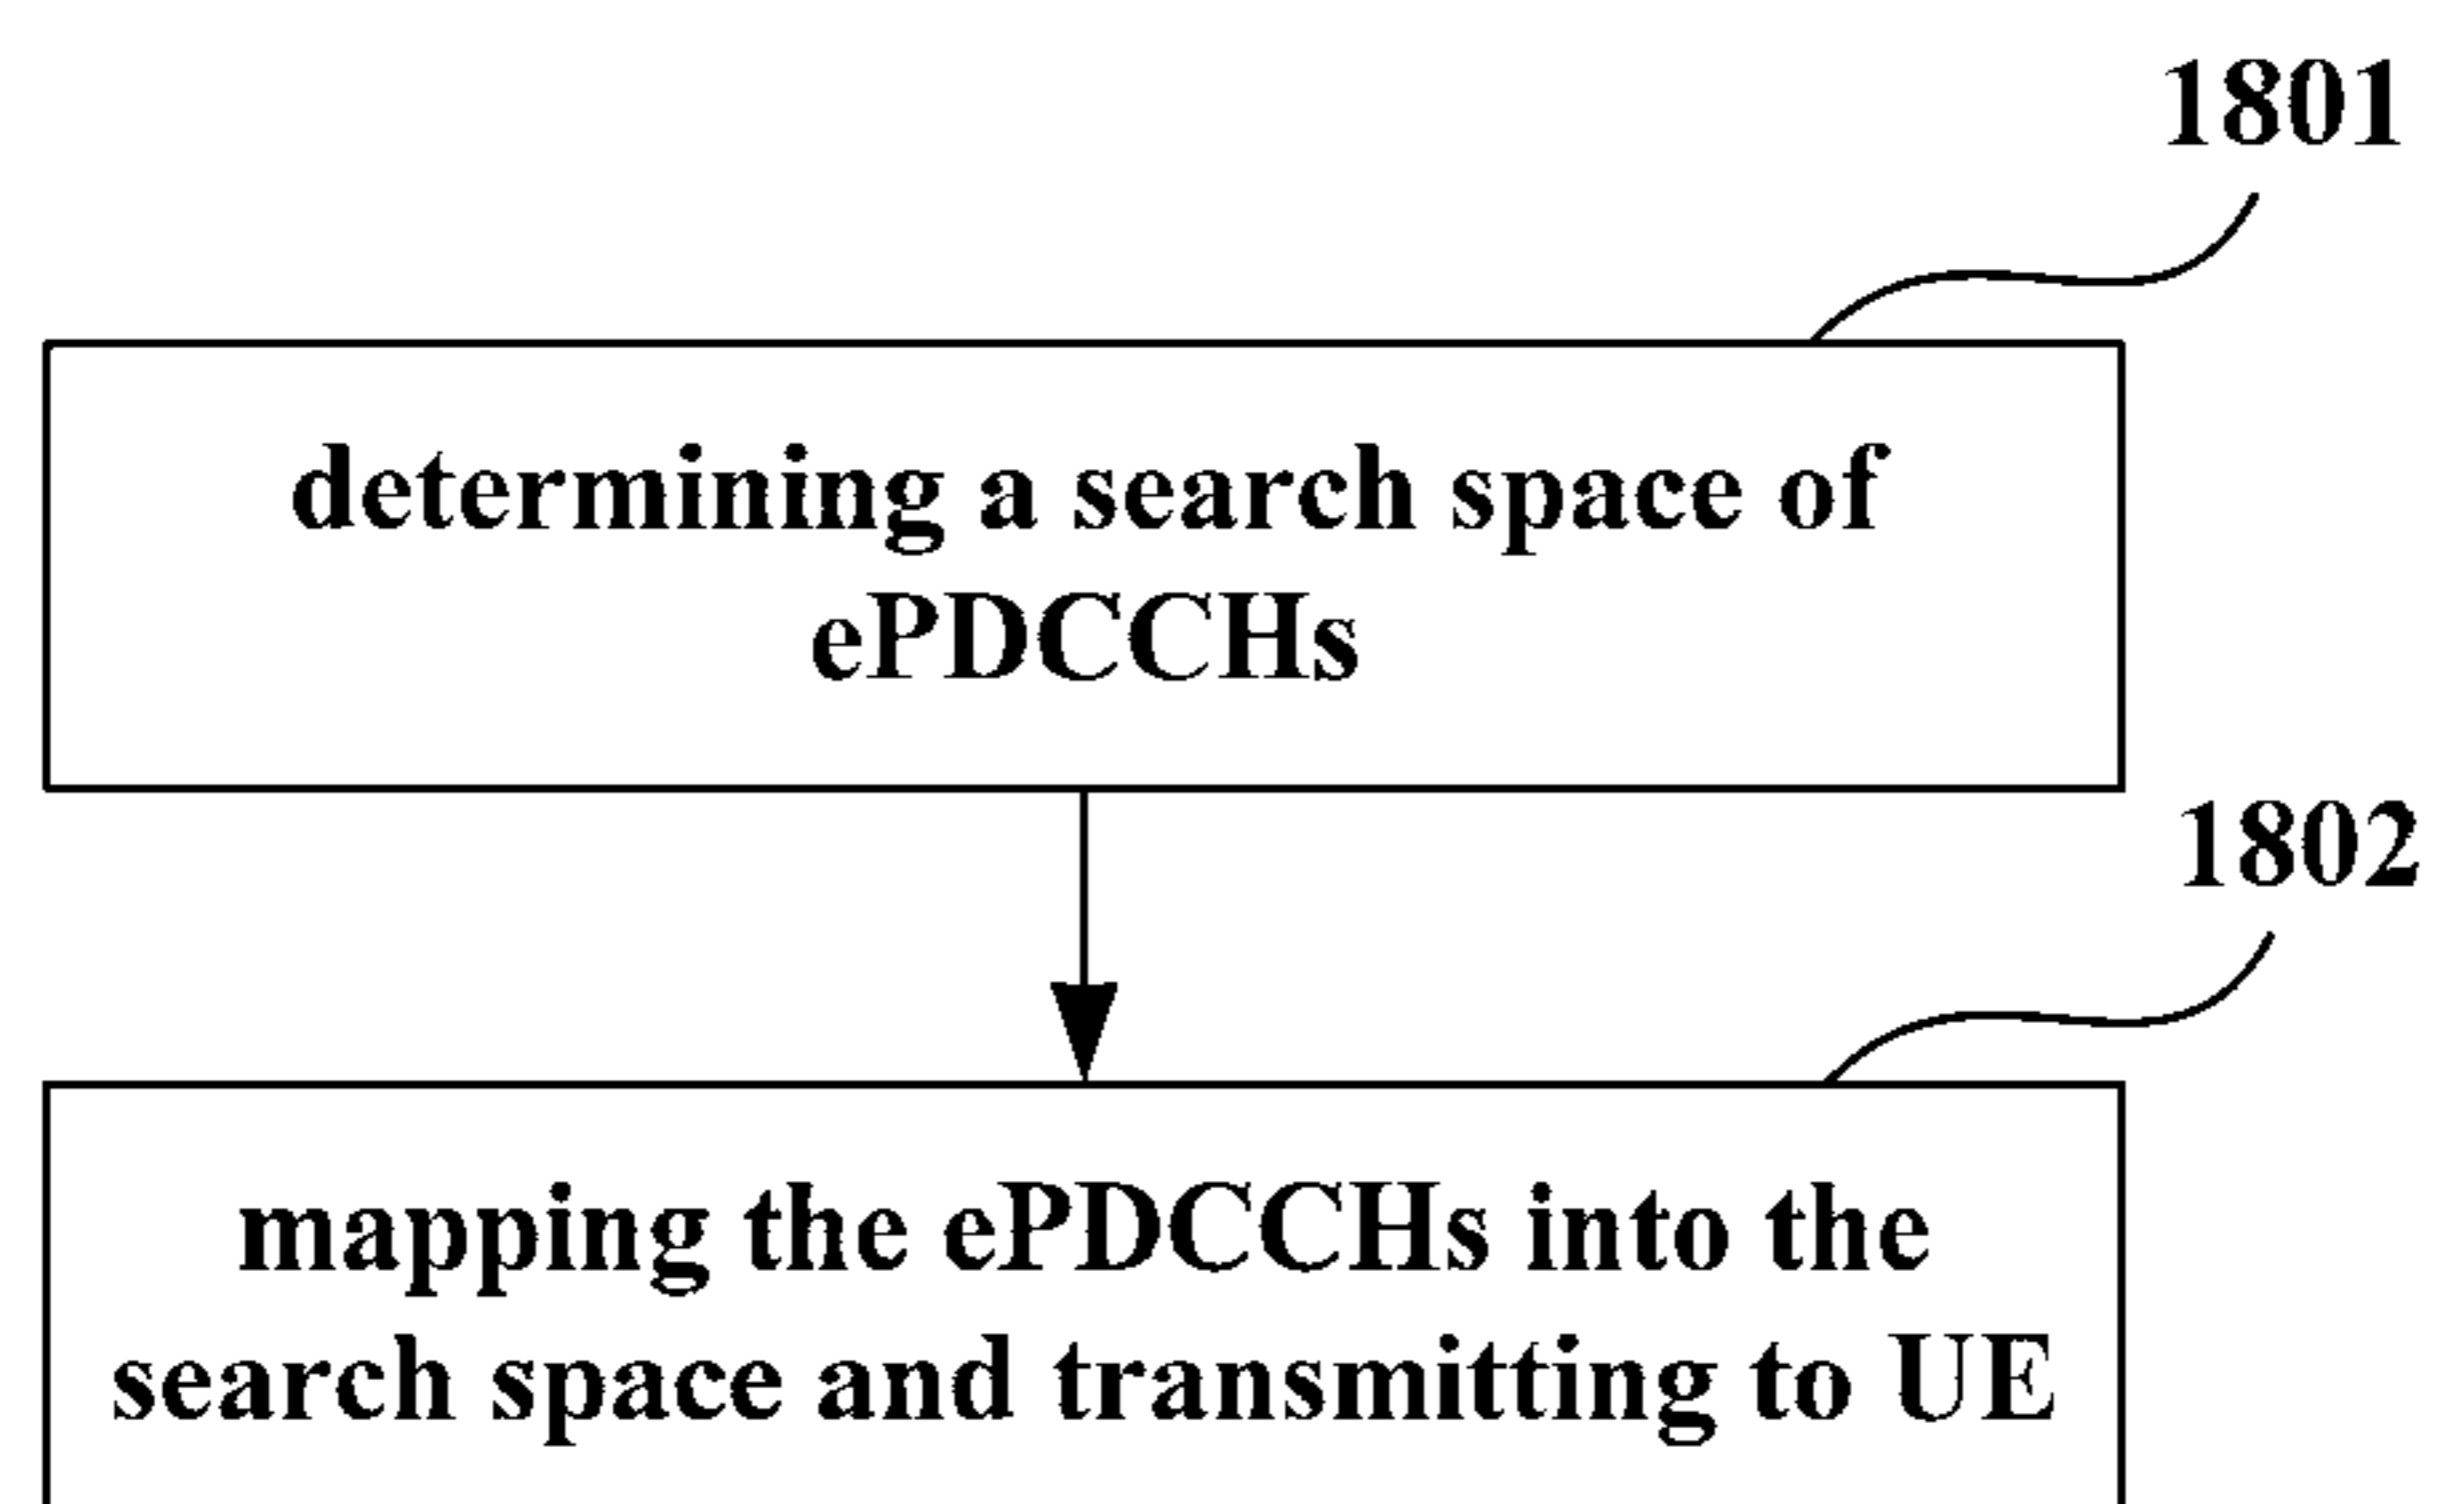 1801
determining a search space of
ePDCCHs
1802
mapping the ePDCCHs into the
search space and transmitting to UE